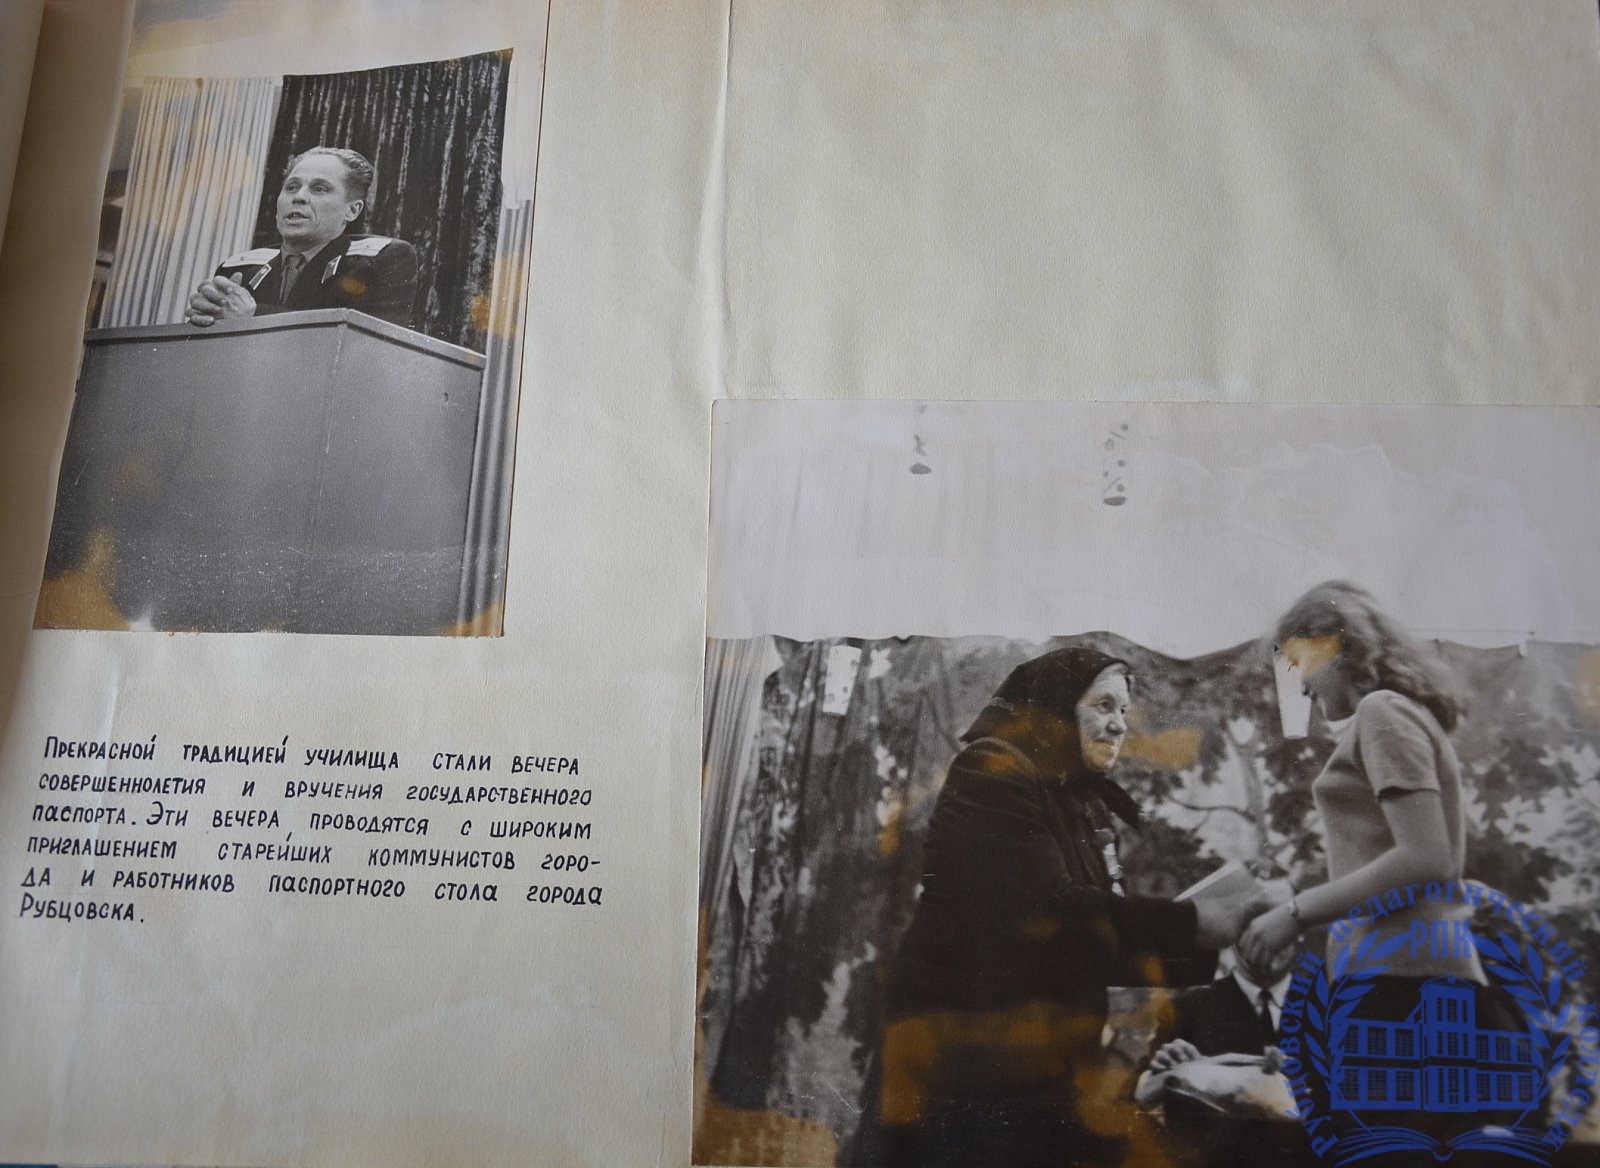 Прекрасной традицией училища стали вечера
совершеннолетия и вручения государственного
паспорта. Эти вечера проводятся с широким
приглашением старейших коммунистов горо-
да и работников паспортного стола города
Рубцовска.
Рубцовский педагогический колледж
РПК